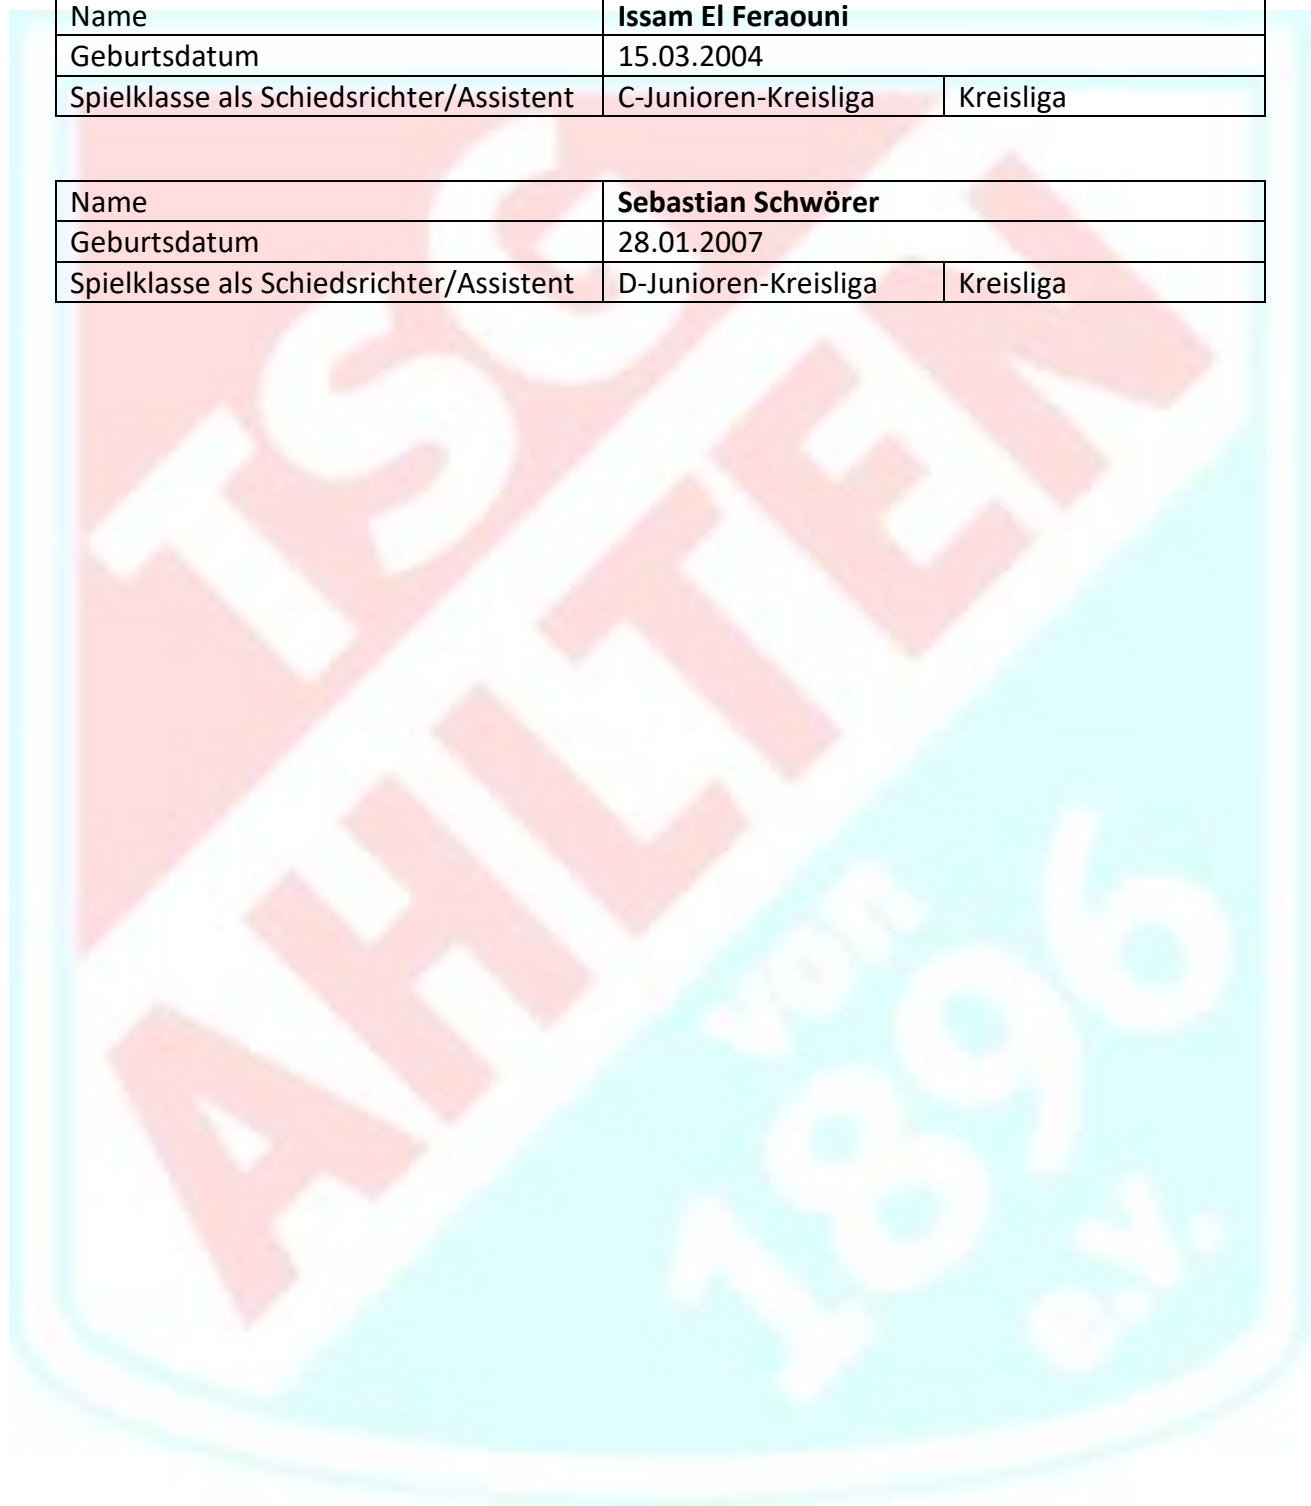 Name Issam El Feraouni
Geburtsdatum 15.03.2004
Spielklasse als Schiedsrichter/Assistent C-Junioren-Kreisliga Kreisliga
Name Sebastian Schwörer
Geburtsdatum 28.01.2007
Spielklasse als Schiedsrichter/Assistent D-Junioren-Kreisliga Kreisliga
TSG
AHLTEN
von
1896
e.V.